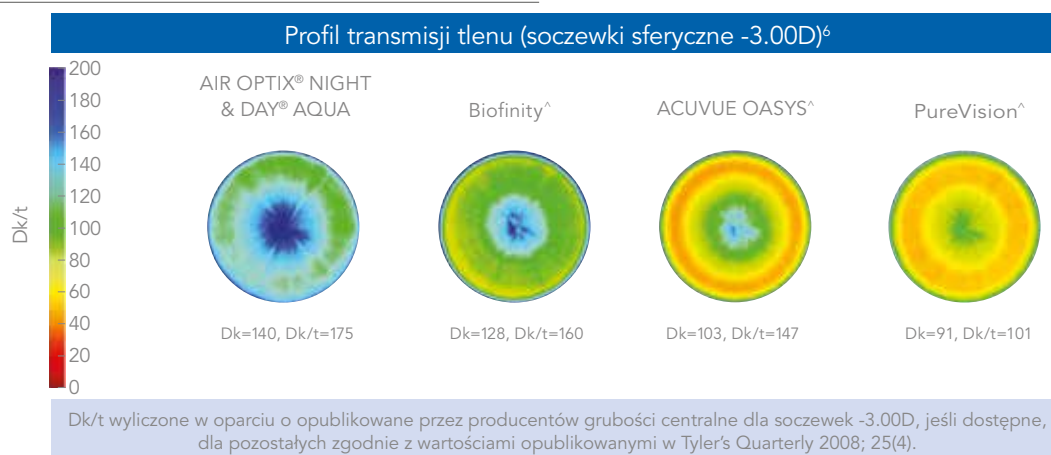 Profil transmisji tlenu (soczewki sferyczne -3.00D)⁶
Dk/t
200
180
160
140
120
100
80
60
40
20
0
AIR OPTIX® NIGHT
& DAY® AQUA
Biofinity^
ACUVUE OASYS^
PureVision^
Dk=140, Dk/t=175
Dk=128, Dk/t=160
Dk=103, Dk/t=147
Dk=91, Dk/t=101
Dk/t wyliczone w oparciu o opublikowane przez producentów grubości centralne dla soczewek -3.00D, jeśli dostępne,
dla pozostałych zgodnie z wartościami opublikowanymi w Tyler's Quarterly 2008; 25(4).